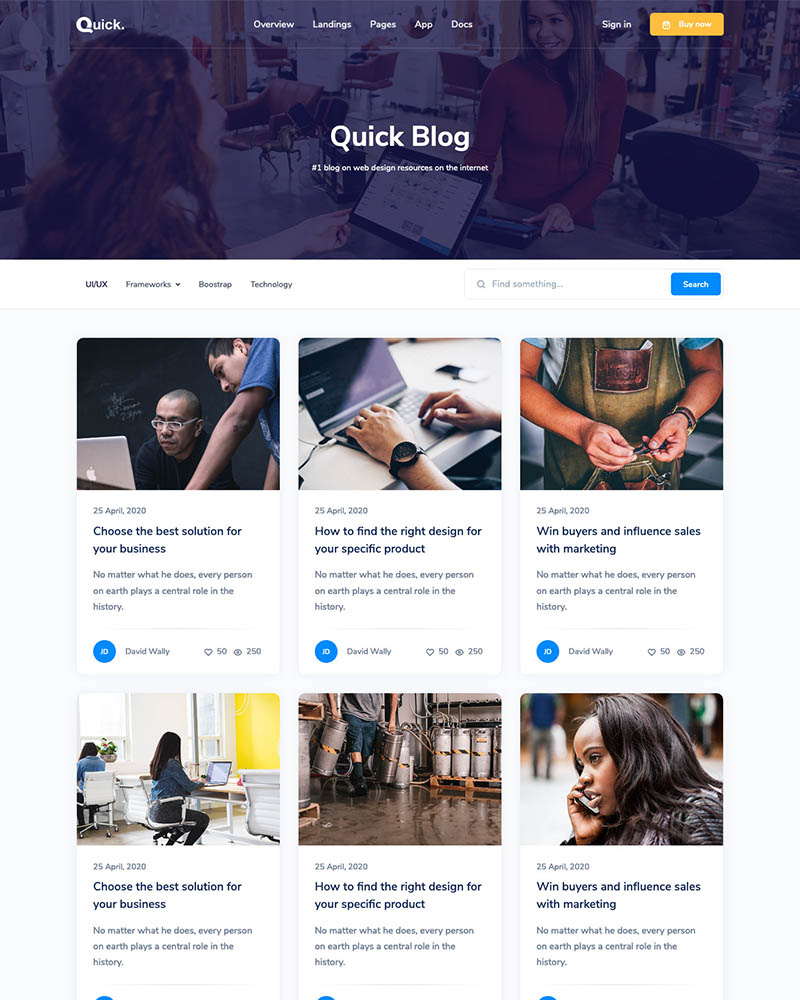 Quick.
Overview Landings Pages App Docs
Sign in Buy now
Quick Blog
#1 blog on web design resources on the internet
UI/UX Frameworks Boostrap Technology
Find something... Search
25 April, 2020
Choose the best solution for
your business
No matter what he does, every person
on earth plays a central role in the
history.
JD David Wally 50 250
25 April, 2020
How to find the right design for
your specific product
No matter what he does, every person
on earth plays a central role in the
history.
JD David Wally 50 250
25 April, 2020
Win buyers and influence sales
with marketing
No matter what he does, every person
on earth plays a central role in the
history.
JD David Wally 50 250
25 April, 2020
Choose the best solution for
your business
No matter what he does, every person
on earth plays a central role in the
history.
25 April, 2020
How to find the right design for
your specific product
No matter what he does, every person
on earth plays a central role in the
history.
25 April, 2020
Win buyers and influence sales
with marketing
No matter what he does, every person
on earth plays a central role in the
history.